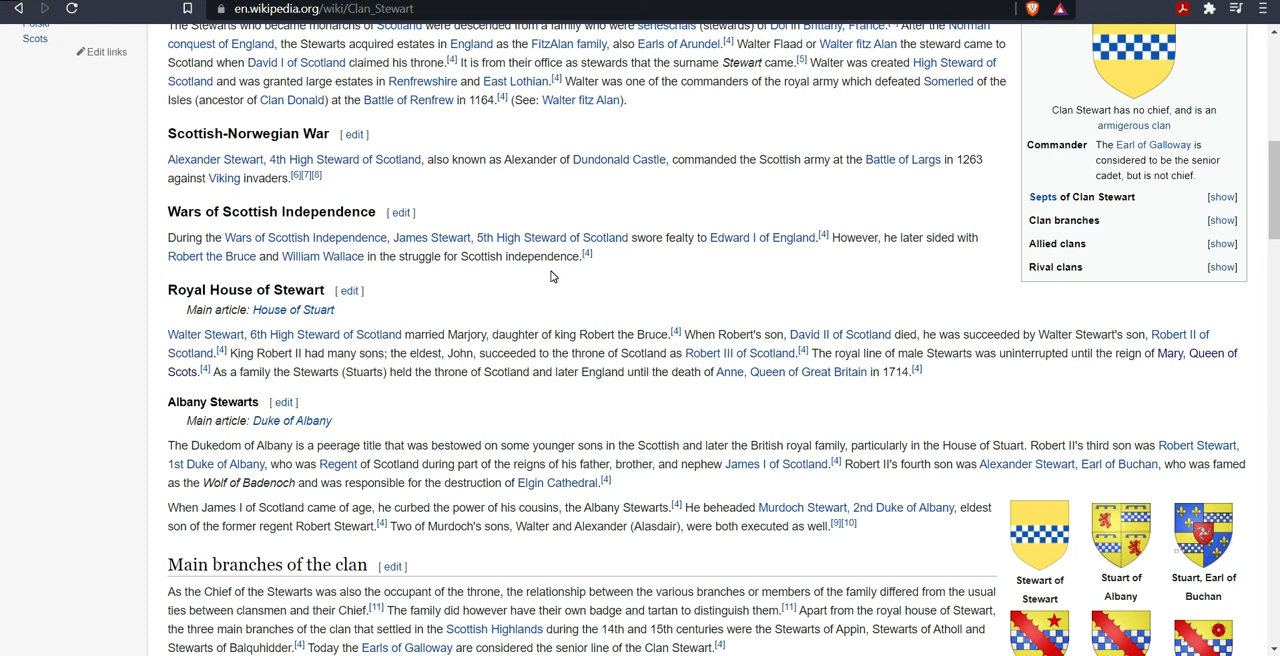 en.wikipedia.org/wiki/Clan_Stewart
Scots
Edit links
The Stewarts who became monarchs of Scotland were descended from a family who were seneschals (stewards) of Dol in Brittany, France. After the Norman
conquest of England, the Stewarts acquired estates in England as the FitzAlan family, also Earls of Arundel.[4] Walter Flaad or Walter fitz Alan the steward came to
Scotland when David I of Scotland claimed his throne.[4] It is from their office as stewards that the surname Stewart came.[5] Walter was created High Steward of
Scotland and was granted large estates in Renfrewshire and East Lothian.[4] Walter was one of the commanders of the royal army which defeated Somerled of the
Isles (ancestor of Clan Donald) at the Battle of Renfrew in 1164.[4] (See: Walter fitz Alan).
Scottish-Norwegian War [ edit ]
Alexander Stewart, 4th High Steward of Scotland, also known as Alexander of Dundonald Castle, commanded the Scottish army at the Battle of Largs in 1263
against Viking invaders.[6][7][8]
Wars of Scottish Independence [ edit ]
During the Wars of Scottish Independence, James Stewart, 5th High Steward of Scotland swore fealty to Edward I of England.[4] However, he later sided with
Robert the Bruce and William Wallace in the struggle for Scottish independence.[4]
Royal House of Stewart [ edit ]
Main article: House of Stuart
Walter Stewart, 6th High Steward of Scotland married Marjory, daughter of king Robert the Bruce.[4] When Robert's son, David II of Scotland died, he was succeeded by Walter Stewart's son, Robert II of
Scotland.[4] King Robert II had many sons; the eldest, John, succeeded to the throne of Scotland as Robert III of Scotland.[4] The royal line of male Stewarts was uninterrupted until the reign of Mary, Queen of
Scots.[4] As a family the Stewarts (Stuarts) held the throne of Scotland and later England until the death of Anne, Queen of Great Britain in 1714.[4]
Albany Stewarts [ edit ]
Main article: Duke of Albany
The Dukedom of Albany is a peerage title that was bestowed on some younger sons in the Scottish and later the British royal family, particularly in the House of Stuart. Robert II's third son was Robert Stewart,
1st Duke of Albany, who was Regent of Scotland during part of the reigns of his father, brother, and nephew James I of Scotland.[4] Robert II's fourth son was Alexander Stewart, Earl of Buchan, who was famed
as the Wolf of Badenoch and was responsible for the destruction of Elgin Cathedral.[4]
When James I of Scotland came of age, he curbed the power of his cousins, the Albany Stewarts.[4] He beheaded Murdoch Stewart, 2nd Duke of Albany, eldest
son of the former regent Robert Stewart.[4] Two of Murdoch's sons, Walter and Alexander (Alasdair), were both executed as well.[9][10]
Main branches of the clan [ edit ]
As the Chief of the Stewarts was also the occupant of the throne, the relationship between the various branches or members of the family differed from the usual
ties between clansmen and their Chief.[11] The family did however have their own badge and tartan to distinguish them.[11] Apart from the royal house of Stewart,
the three main branches of the clan that settled in the Scottish Highlands during the 14th and 15th centuries were the Stewarts of Appin, Stewarts of Atholl and
Stewarts of Balquhidder.[4] Today the Earls of Galloway are considered the senior line of the Clan Stewart.[4]
Clan Stewart has no chief, and is an
armigerous clan
Commander The Earl of Galloway is
considered to be the senior
cadet, but is not chief.
Septs of Clan Stewart [show]
Clan branches [show]
Allied clans [show]
Rival clans [show]
Stewart of
Stewart
Stuart of
Albany
Stuart, Earl of
Buchan